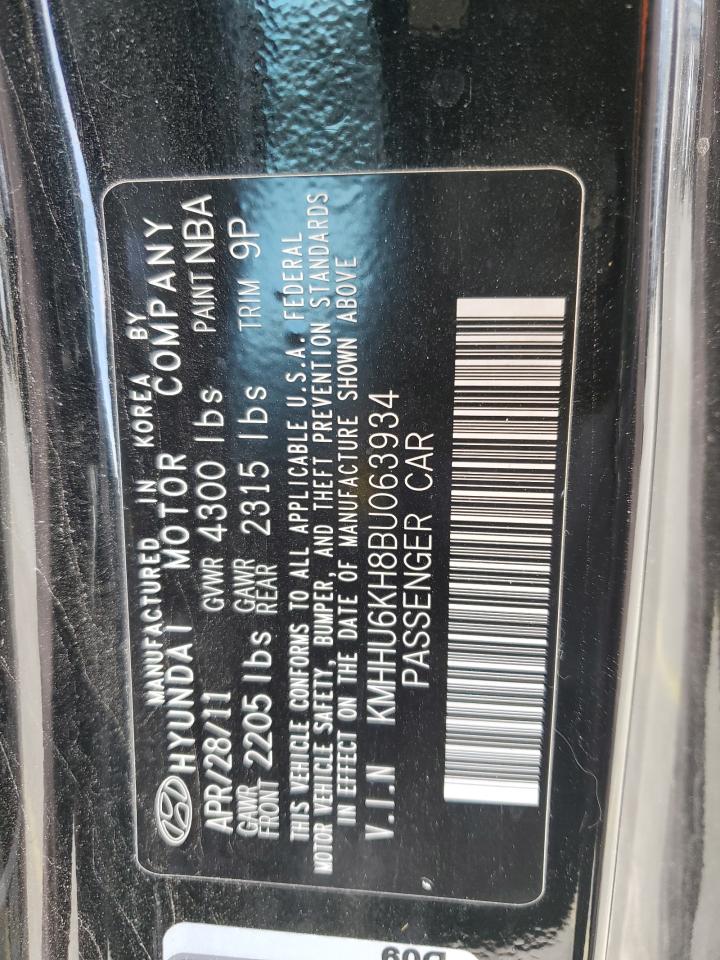 MANUFACTURED IN KOREA BY
HYUNDAI MOTOR COMPANY
APR/28/11 GVWR 4300 lbs PAINT NBA
GAWR FRONT 2205 lbs GAWR REAR 2315 lbs TRIM 9P
THIS VEHICLE CONFORMS TO ALL APPLICABLE U.S.A. FEDERAL
MOTOR VEHICLE SAFETY, BUMPER, AND THEFT PREVENTION STANDARDS
IN EFFECT ON THE DATE OF MANUFACTURE SHOWN ABOVE
V.I.N KMHHU6KH8BU063934
PASSENGER CAR